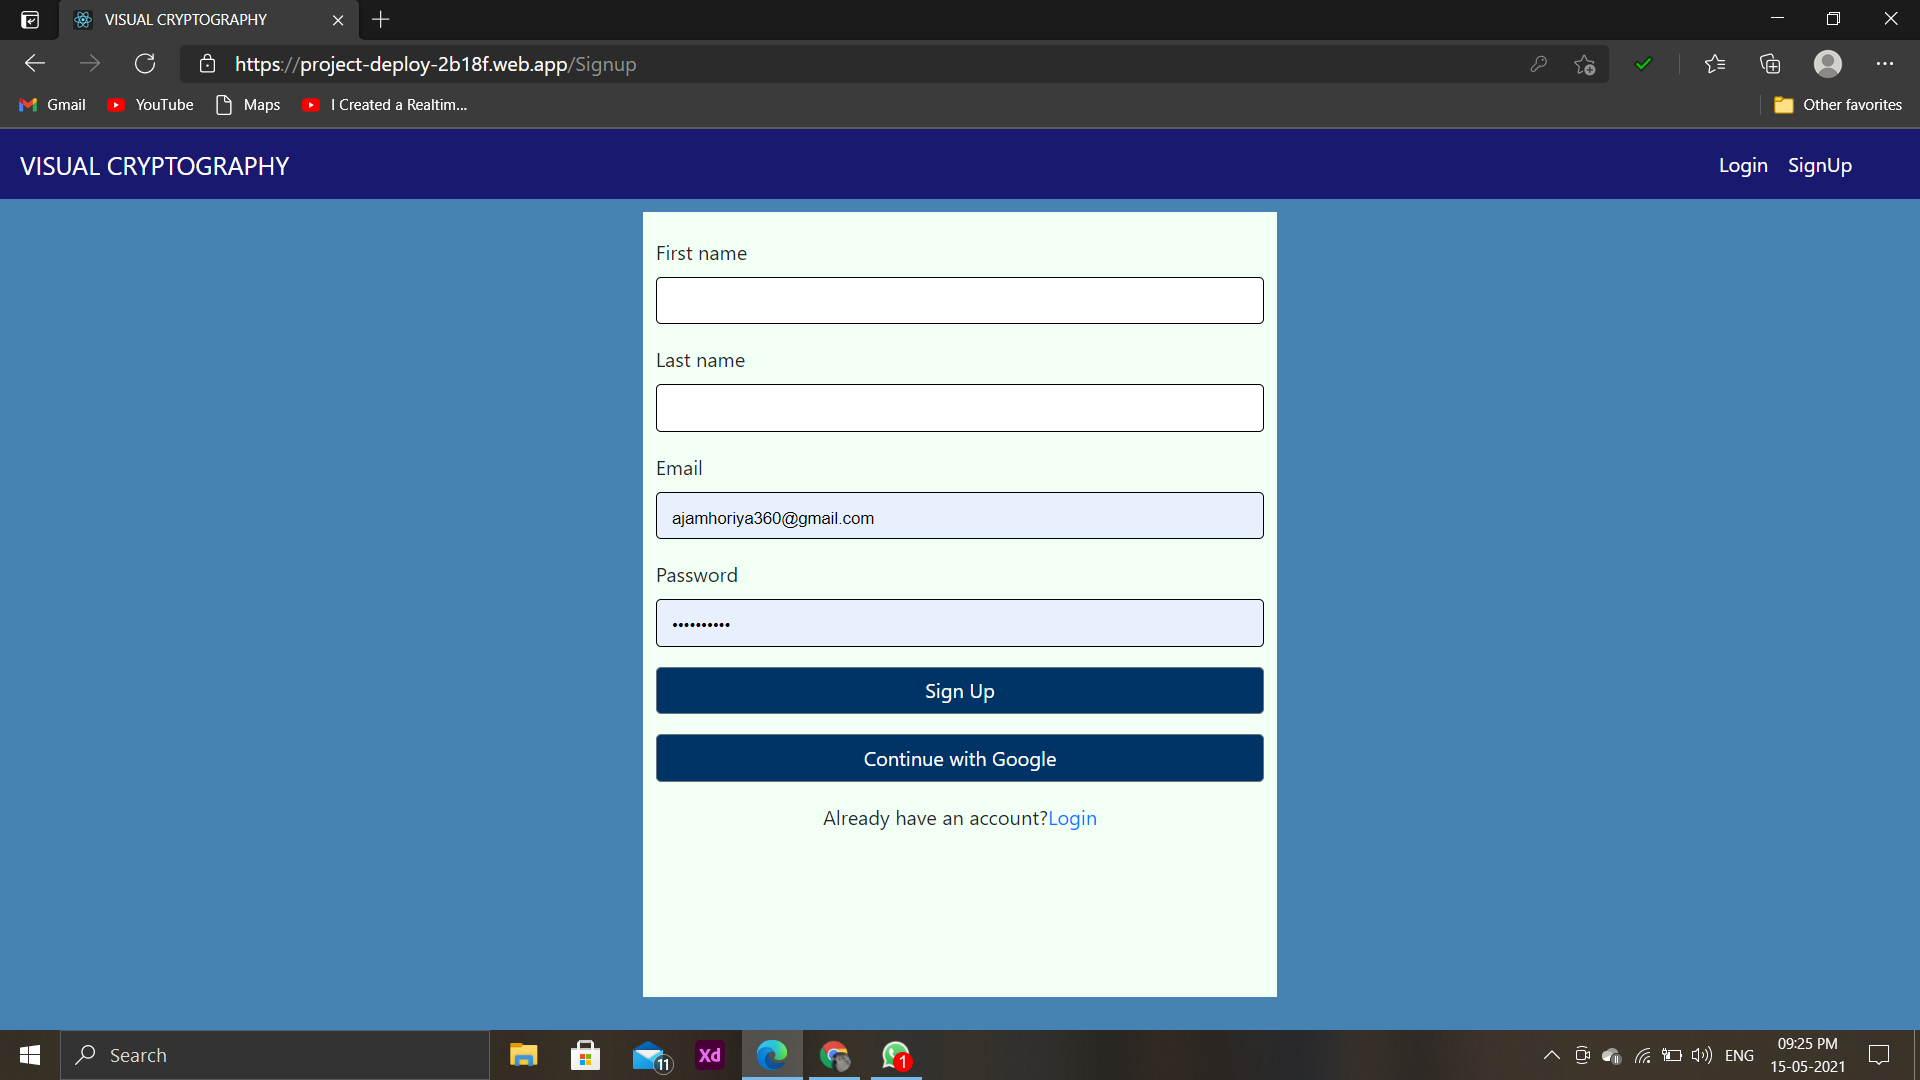 VISUAL CRYPTOGRAPHY
https://project-deploy-2b18f.web.app/Signup
Gmail YouTube Maps I Created a Realtim... Other favorites
VISUAL CRYPTOGRAPHY Login SignUp
First name
Last name
Email
ajamhoriya360@gmail.com
Password
••••••••••
Sign Up
Continue with Google
Already have an account?Login
Search Xd 11 1 ENG 09:25 PM
15-05-2021